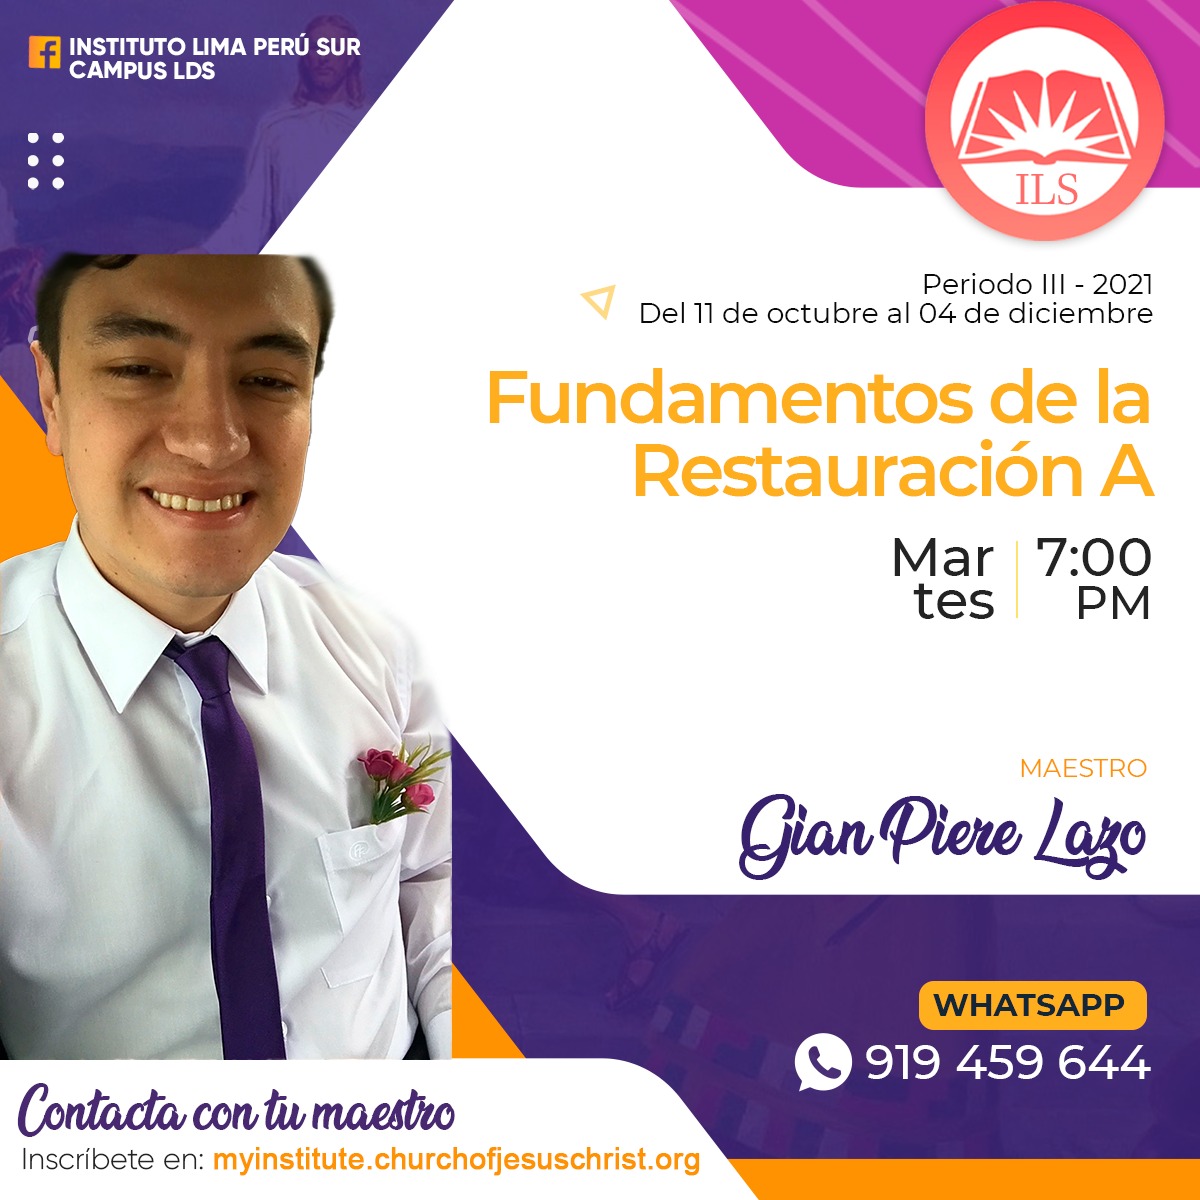 INSTITUTO LIMA PERÚ SUR
CAMPUS LDS
ILS
Periodo III - 2021
Del 11 de octubre al 04 de diciembre
Fundamentos de la
Restauración A
Mar
tes
7:00
PM
MAESTRO
Gian Piere Lazo
WHATSAPP
919 459 644
Contacta con tu maestro
Inscríbete en: myinstitute.churchofjesuschrist.org